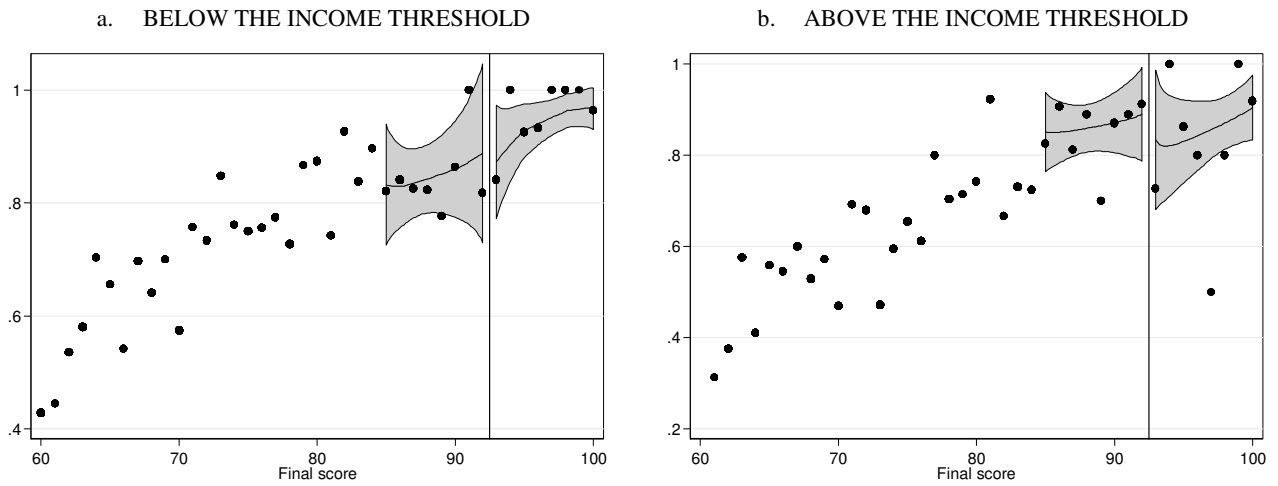 a. BELOW THE INCOME THRESHOLD
1
.8
.6
.4
60 70 80 90 100
Final score
b. ABOVE THE INCOME THRESHOLD
1
.8
.6
.4
.2
60 70 80 90 100
Final score